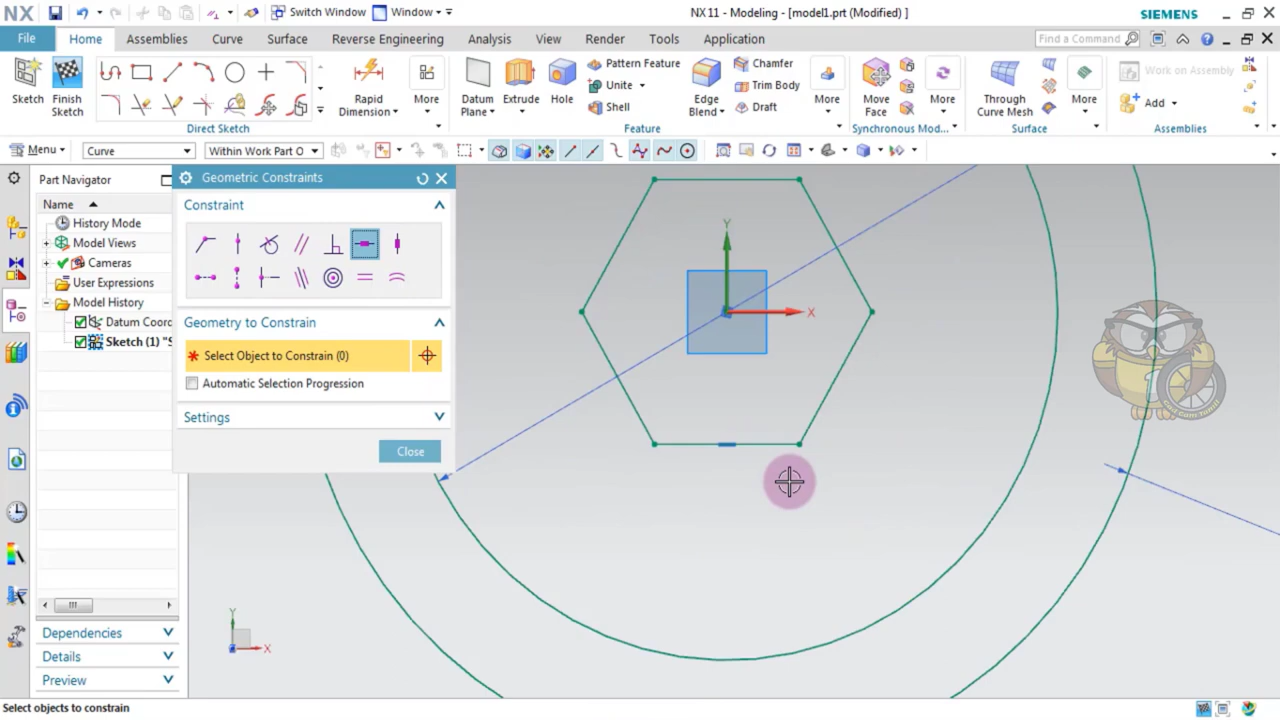 NX
Switch Window
Window
NX 11 - Modeling - [model1.prt (Modified) ]
SIEMENS
File
Home
Assemblies
Curve
Surface
Reverse Engineering
Analysis
View
Render
Tools
Application
Find a Command
Sketch
Finish
Sketch
Rapid
Dimension
More
Datum
Plane
Extrude
Hole
Pattern Feature
Unite
Shell
Edge
Blend
Chamfer
Trim Body
Draft
More
Move
Face
More
Through
Curve Mesh
More
Work on Assembly
Add
Direct Sketch
Feature
Synchronous Mod...
Surface
Assemblies
Menu
Curve
Within Work Part O
Part Navigator
Name
History Mode
Model Views
Cameras
User Expressions
Model History
Datum Coord
Sketch (1) "S
Dependencies
Details
Preview
Geometric Constraints
Constraint
Geometry to Constrain
Select Object to Constrain (0)
Automatic Selection Progression
Settings
Close
Y
X
Y
X
Select objects to constrain